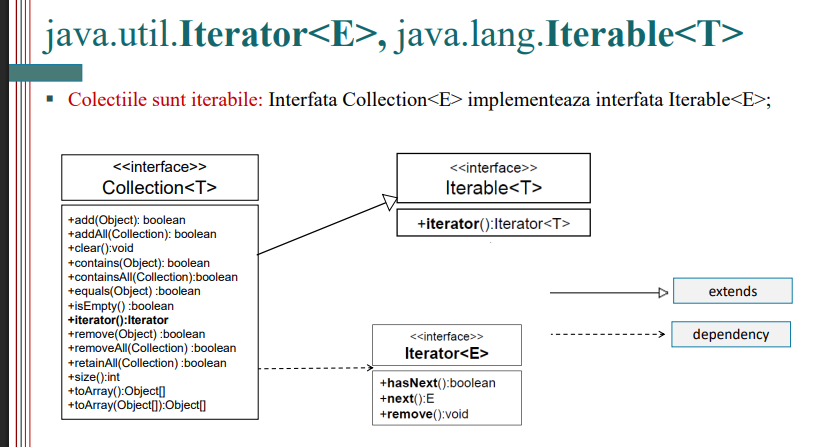 java.util.Iterator<E>, java.lang.Iterable<T>
▪ Colectiile sunt iterabile: Interfata Collection<E> implementeaza interfata Iterable<E>;
<<interface>>
Collection<T>
+add(Object): boolean
+addAll(Collection): boolean
+clear():void
+contains(Object): boolean
+containsAll(Collection):boolean
+equals(Object) :boolean
+isEmpty() :boolean
+iterator():Iterator
+remove(Object) :boolean
+removeAll(Collection) :boolean
+retainAll(Collection) :boolean
+size():int
+toArray():Object[]
+toArray(Object[]):Object[]
<<interface>>
Iterable<T>
+iterator():Iterator<T>
extends
dependency
<<interface>>
Iterator<E>
+hasNext():boolean
+next():E
+remove():void